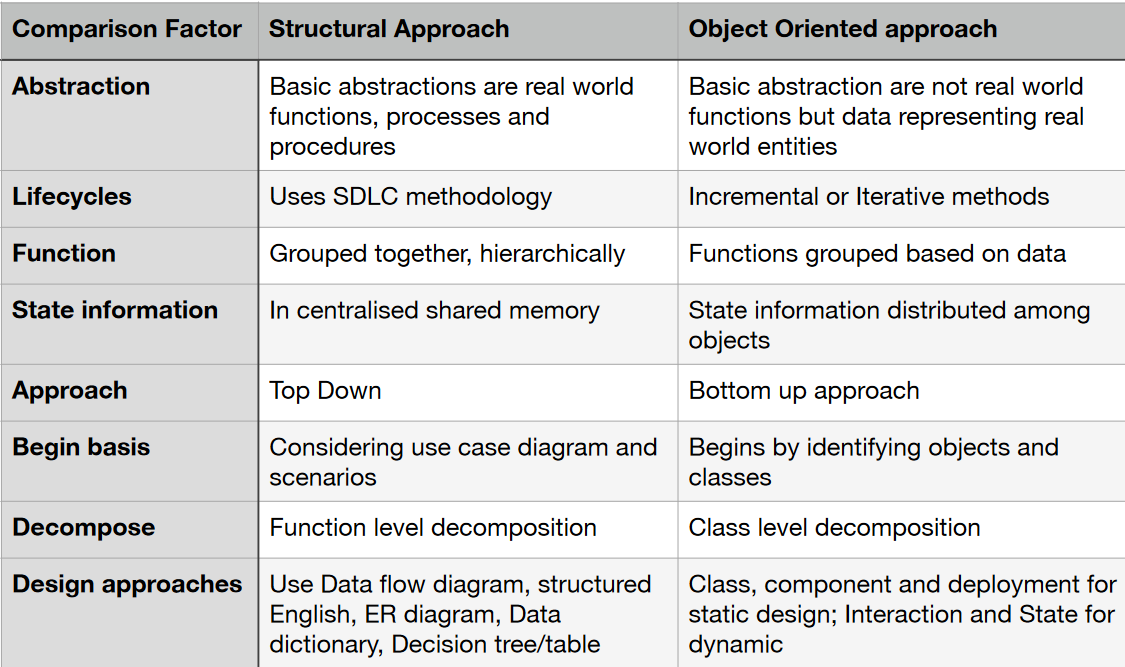 Comparison Factor
Structural Approach
Object Oriented approach
Abstraction
Basic abstractions are real world
functions, processes and
procedures
Basic abstraction are not real world
functions but data representing real
world entities
Lifecycles
Uses SDLC methodology
Incremental or Iterative methods
Function
Grouped together, hierarchically
Functions grouped based on data
State information
In centralised shared memory
State information distributed among
objects
Approach
Top Down
Bottom up approach
Begin basis
Considering use case diagram and
scenarios
Begins by identifying objects and
classes
Decompose
Function level decomposition
Class level decomposition
Design approaches
Use Data flow diagram, structured
English, ER diagram, Data
dictionary, Decision tree/table
Class, component and deployment for
static design; Interaction and State for
dynamic